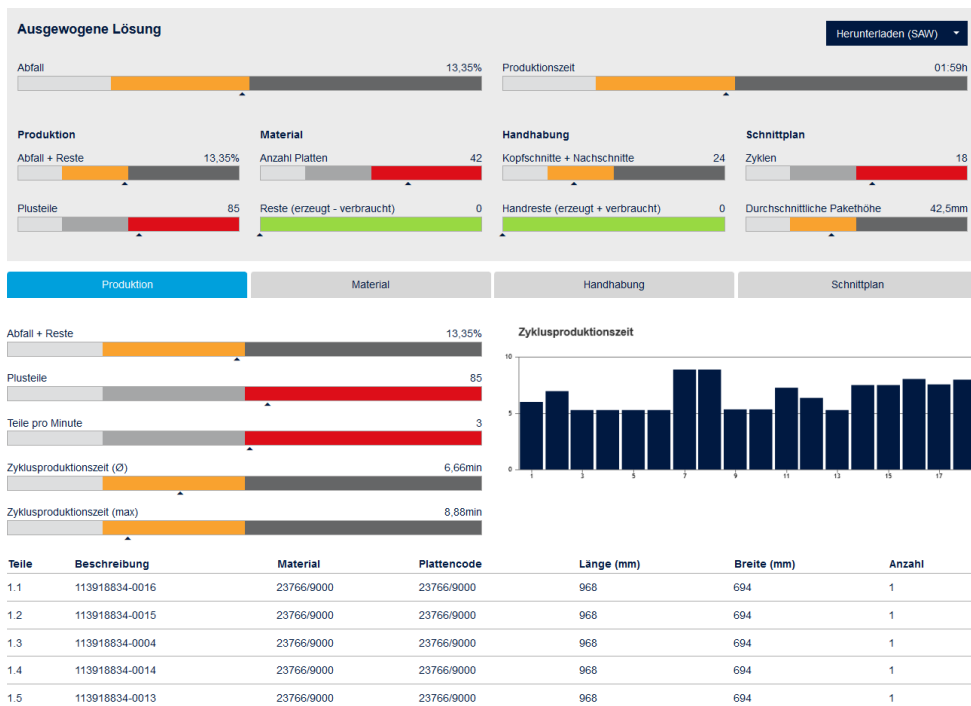 Ausgewogene Lösung
Herunterladen (SAW)
Abfall 13,35%
Produktionszeit 01:59h
Produktion
Material
Handhabung
Schnittplan
Abfall + Reste 13,35%
Anzahl Platten 42
Kopfschnitte + Nachschnitte 24
Zyklen 18
Plusteile 85
Reste (erzeugt - verbraucht) 0
Handreste (erzeugt + verbraucht) 0
Durchschnittliche Pakethöhe 42,5mm
Produktion
Material
Handhabung
Schnittplan
Abfall + Reste 13,35%
Plusteile 85
Teile pro Minute 3
Zyklusproduktionszeit (Ø) 6,66min
Zyklusproduktionszeit (max) 8,88min
Zyklusproduktionszeit
10
5
0
1 3 5 7 9 11 13 15 17
Teile Beschreibung Material Plattencode Länge (mm) Breite (mm) Anzahl
1.1 113918834-0016 23766/9000 23766/9000 968 694 1
1.2 113918834-0015 23766/9000 23766/9000 968 694 1
1.3 113918834-0004 23766/9000 23766/9000 968 694 1
1.4 113918834-0014 23766/9000 23766/9000 968 694 1
1.5 113918834-0013 23766/9000 23766/9000 968 694 1